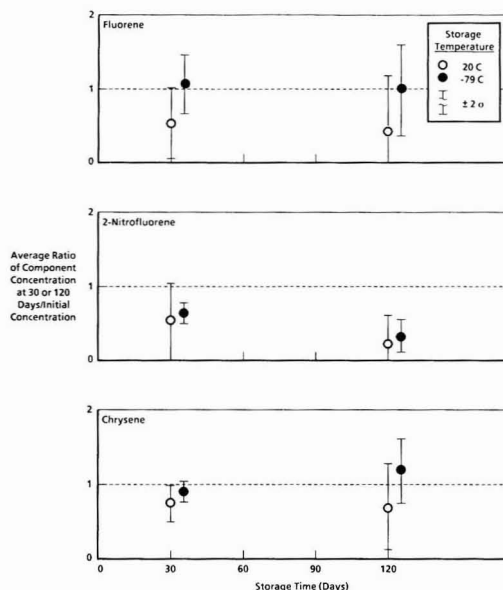 Fluorene
2
1
0
Storage
Temperature
20 C
-79 C
± 2 σ
2-Nitrofluorene
2
1
0
Average Ratio
of Component
Concentration
at 30 or 120
Days/Initial
Concentration
Chrysene
2
1
0
0 30 60 90 120
Storage Time (Days)